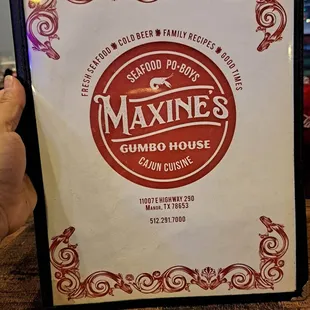 FRESH SEAFOOD COLD BEER FAMILY RECIPES GOOD TIMES
SEAFOOD PO-BOYS
MAXINE'S
GUMBO HOUSE
CAJUN CUISINE
11007 E HIGHWAY 290
MANOR, TX 78653
512.291.7000